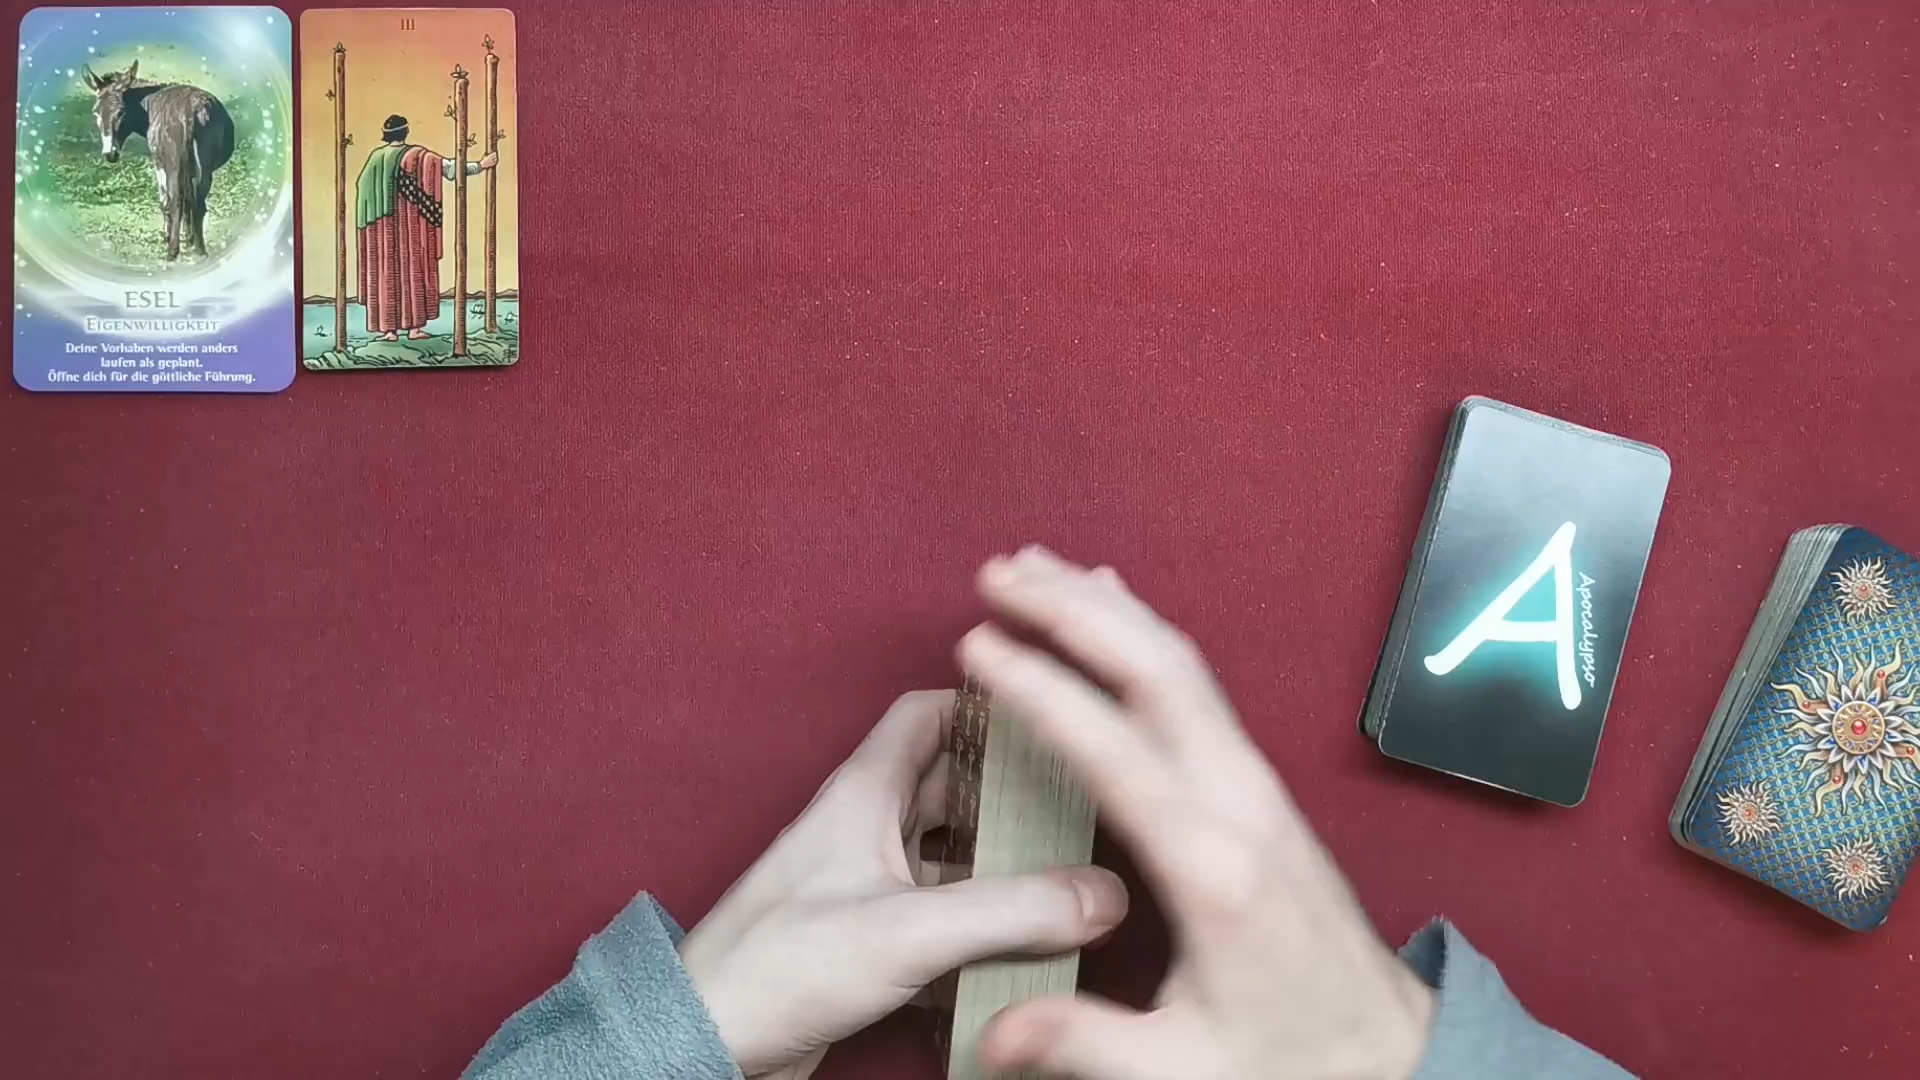 ESEL
EIGENWILLIGKEIT
Deine Vorhaben werden anders
laufen als geplant.
Öffne dich für die göttliche Führung.
III
A
Apocalypso